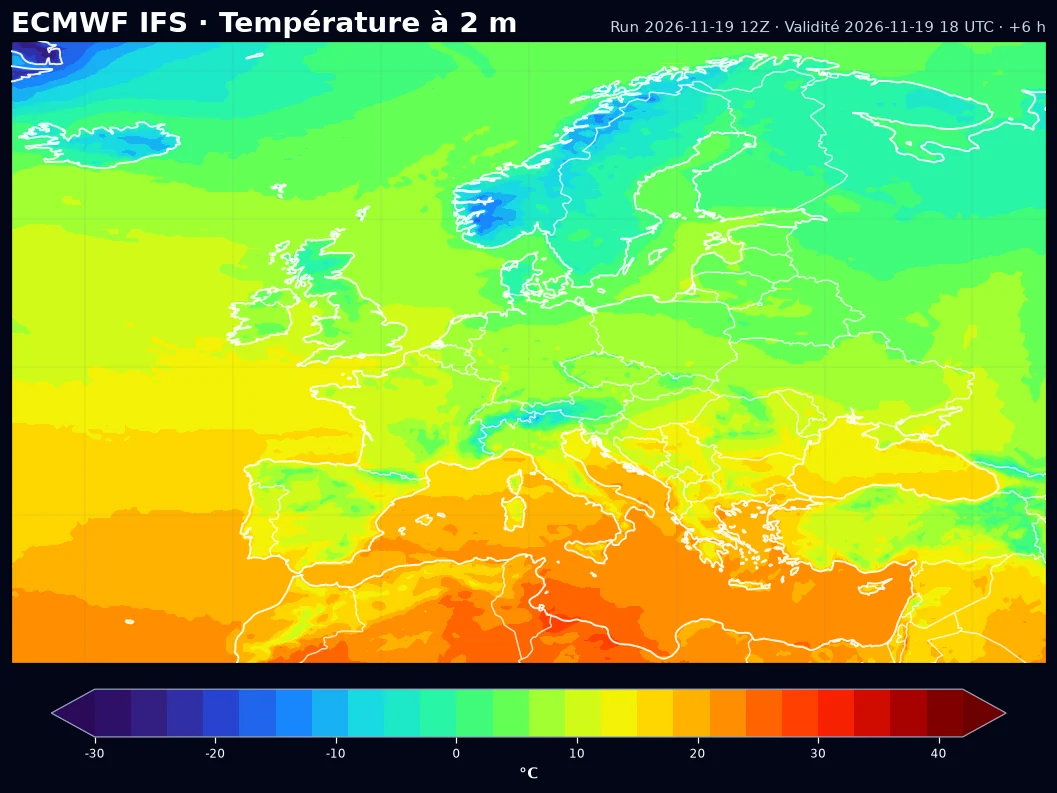 ECMWF IFS · Température à 2 m
Run 2026-11-19 12Z · Validité 2026-11-19 18 UTC · +6 h
-30 -20 -10 0 10 20 30 40
°C